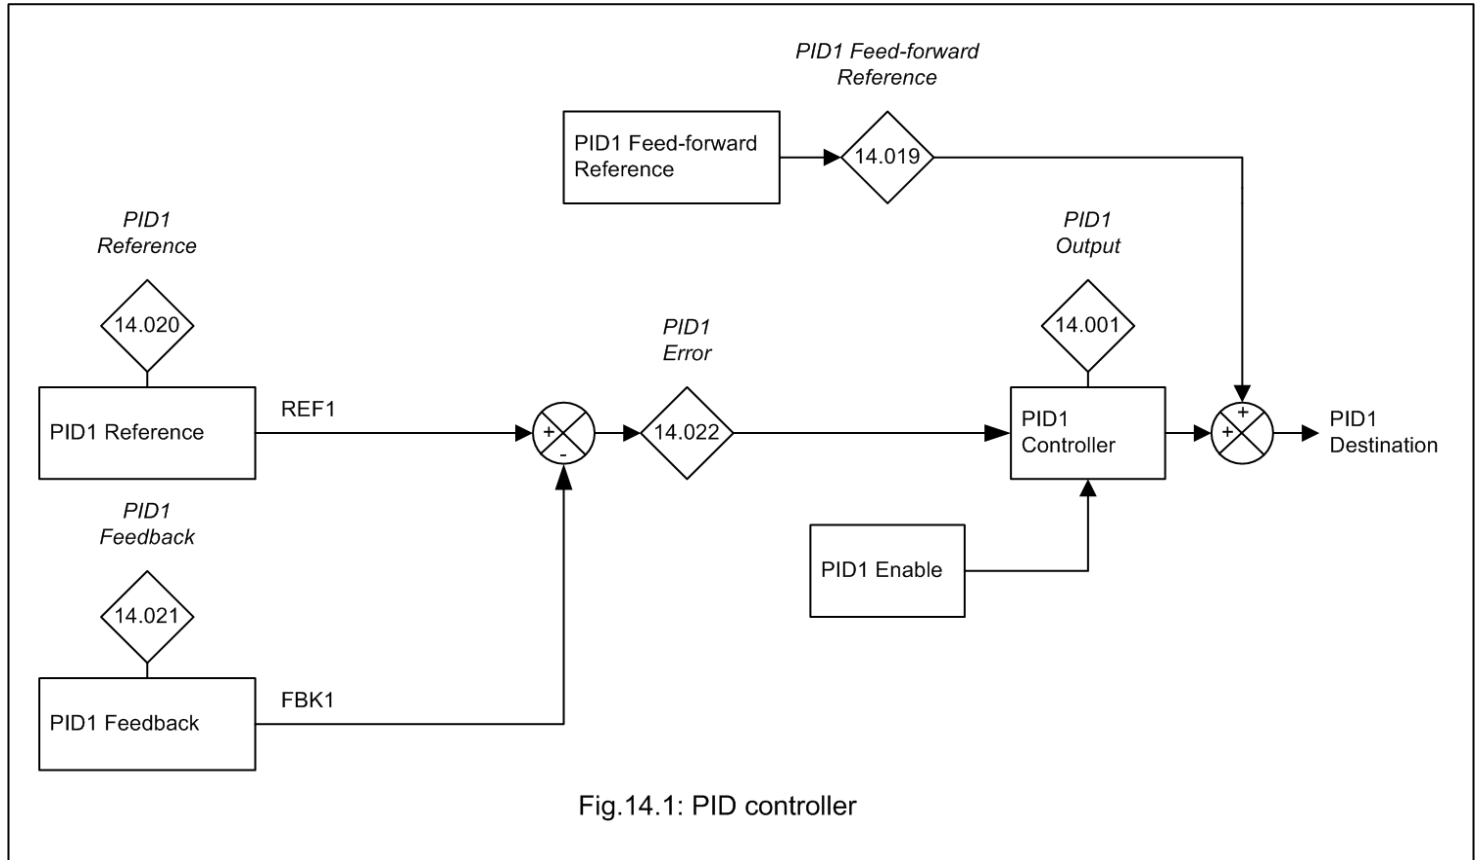 PID1 Feed-forward
Reference
PID1 Feed-forward
Reference
14.019
PID1
Reference
PID1
Output
14.020
14.001
PID1
Error
PID1 Reference
REF1
+
-
14.022
PID1
Controller
+
+
PID1
Destination
PID1
Feedback
PID1 Enable
14.021
PID1 Feedback
FBK1
Fig.14.1: PID controller